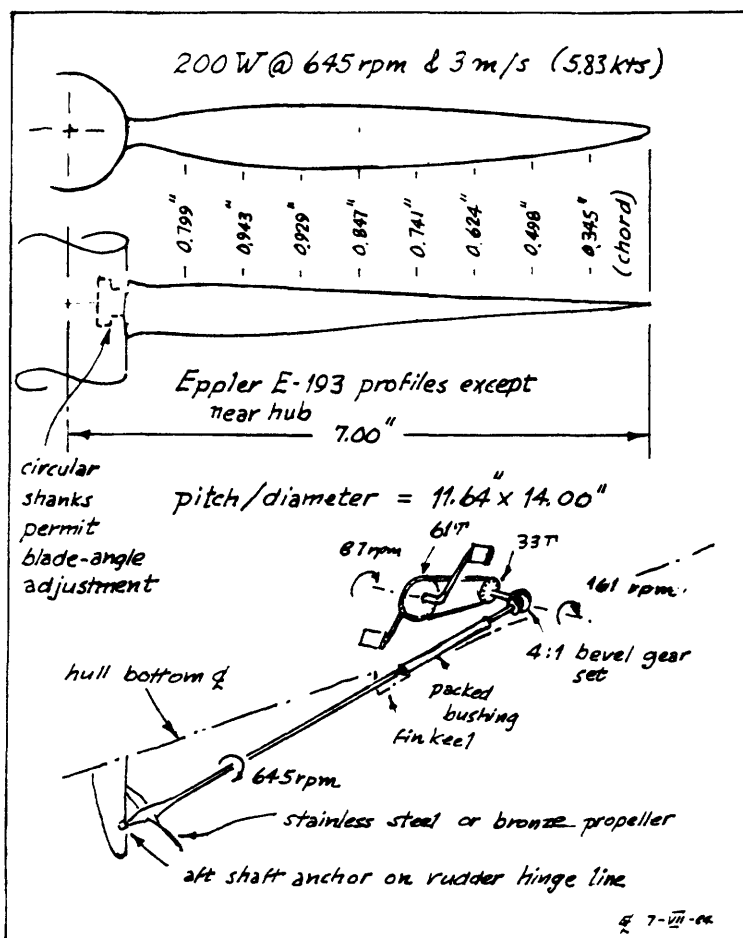 200 W @ 645 rpm & 3 m/s (5.83 kts)
0.799"
0.943"
0.929"
0.847"
0.741"
0.624"
0.498"
0.345"
(chord)
Eppler E-193 profiles except
near hub
7.00"
circular
shanks
permit
blade-angle
adjustment
pitch/diameter = 11.64" x 14.00"
87 rpm
61T
33T
161 rpm
4:1 bevel gear
set
hull bottom ℄
packed
bushing
fin keel
645 rpm
stainless steel or bronze propeller
aft shaft anchor on rudder hinge line
7-VII-84